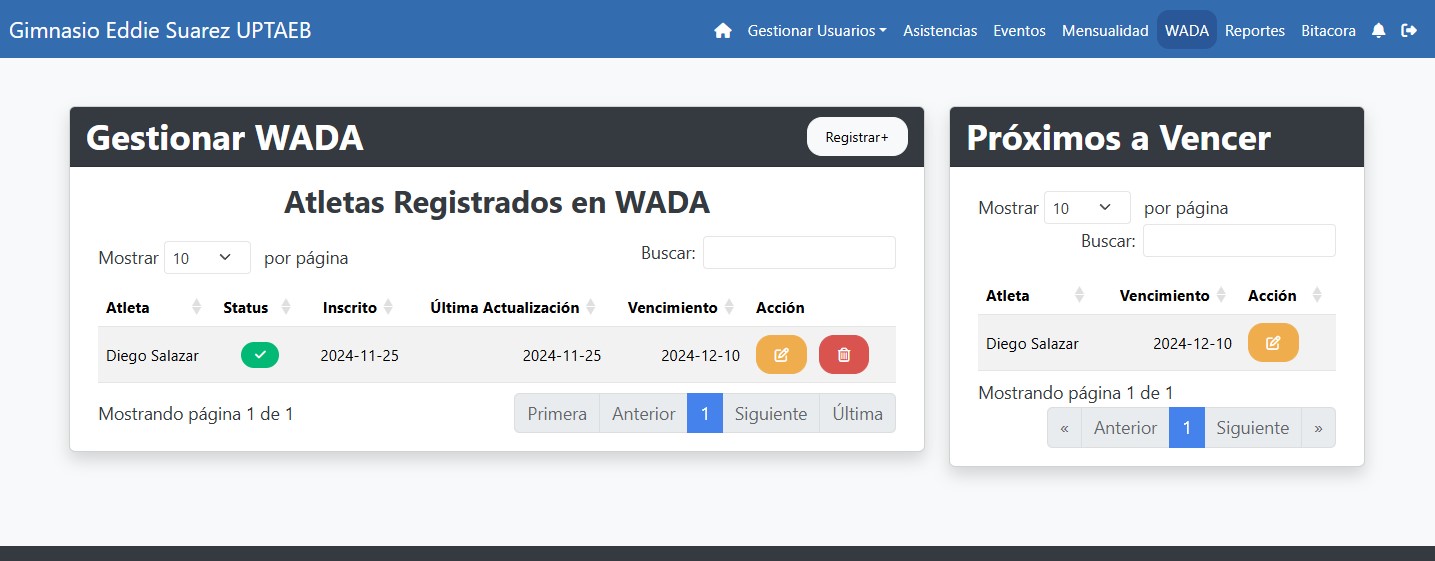 Gimnasio Eddie Suarez UPTAEB Gestionar Usuarios Asistencias Eventos Mensualidad WADA Reportes Bitacora
Gestionar WADA Registrar+
Atletas Registrados en WADA
Mostrar 10 por página Buscar:
Atleta Status Inscrito Última Actualización Vencimiento Acción
Diego Salazar 2024-11-25 2024-11-25 2024-12-10
Mostrando página 1 de 1 Primera Anterior 1 Siguiente Última
Próximos a Vencer
Mostrar 10 por página
Buscar:
Atleta Vencimiento Acción
Diego Salazar 2024-12-10
Mostrando página 1 de 1
« Anterior 1 Siguiente »